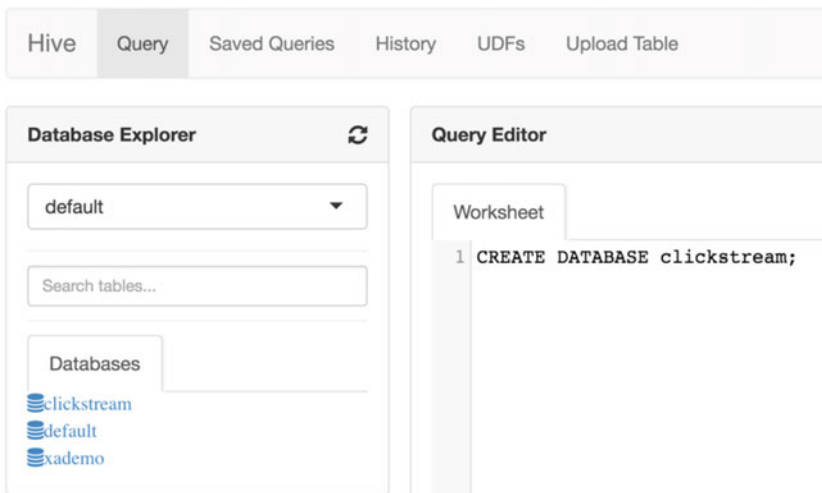 Hive Query Saved Queries History UDFs Upload Table
Database Explorer
default
Search tables...
Databases
clickstream
default
xademo
Query Editor
Worksheet
1 CREATE DATABASE clickstream;